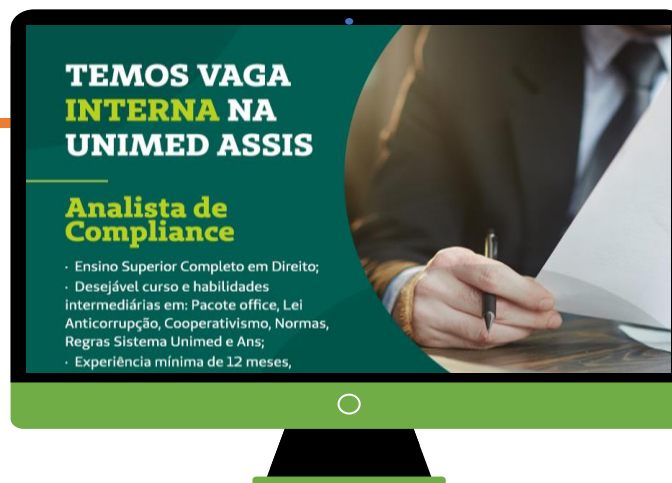 TEMOS VAGA
INTERNA NA
UNIMED ASSIS
Analista de
Compliance
· Ensino Superior Completo em Direito;
· Desejável curso e habilidades
intermediárias em: Pacote office, Lei
Anticorrupção, Cooperativismo, Normas,
Regras Sistema Unimed e Ans;
· Experiência mínima de 12 meses,